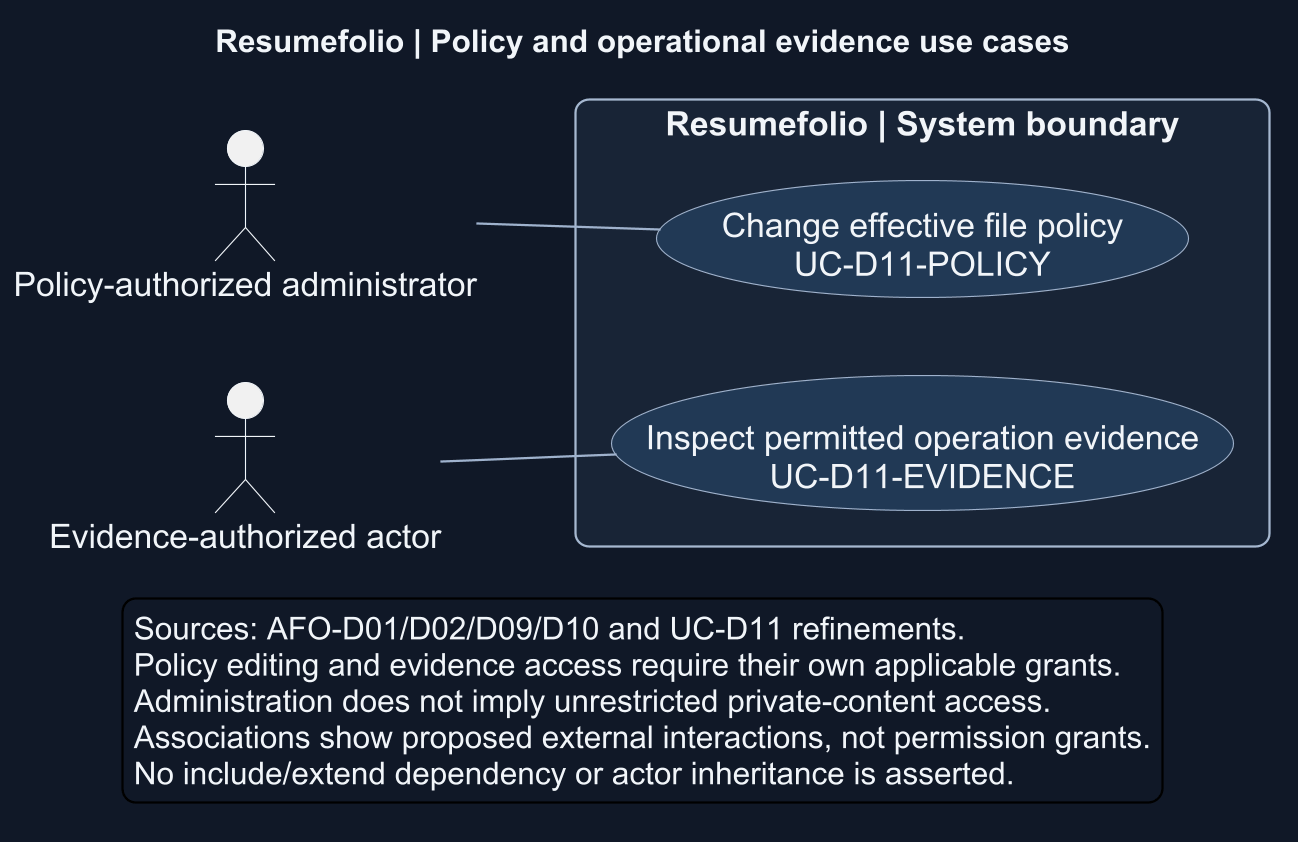 Resumefolio | Policy and operational evidence use cases
Resumefolio | System boundary
Policy-authorized administrator
Change effective file policy
UC-D11-POLICY
Evidence-authorized actor
Inspect permitted operation evidence
UC-D11-EVIDENCE
Sources: AFO-D01/D02/D09/D10 and UC-D11 refinements.
Policy editing and evidence access require their own applicable grants.
Administration does not imply unrestricted private-content access.
Associations show proposed external interactions, not permission grants.
No include/extend dependency or actor inheritance is asserted.